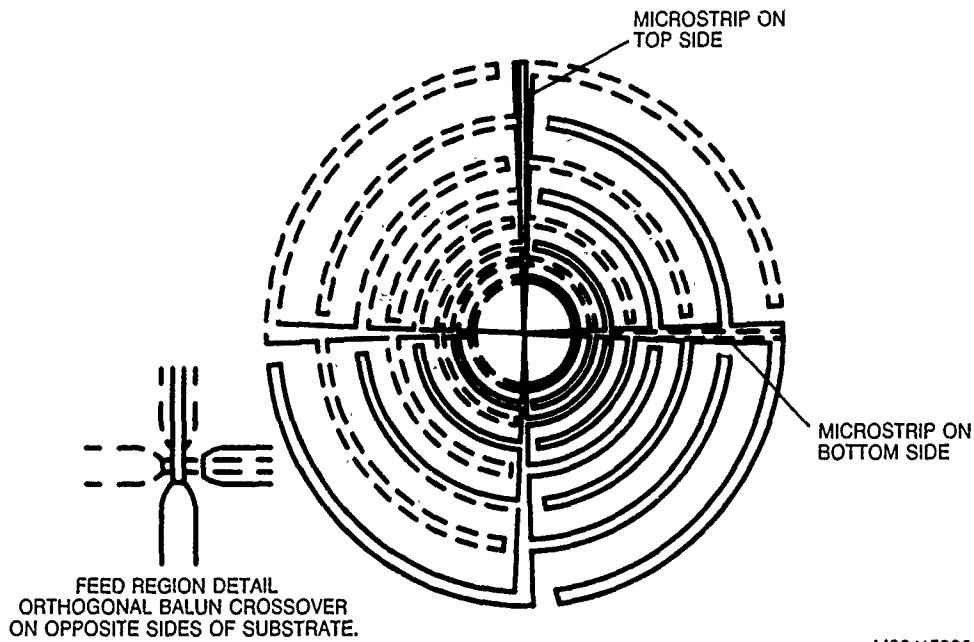 MICROSTRIP ON
TOP SIDE
MICROSTRIP ON
BOTTOM SIDE
FEED REGION DETAIL
ORTHOGONAL BALUN CROSSOVER
ON OPPOSITE SIDES OF SUBSTRATE.